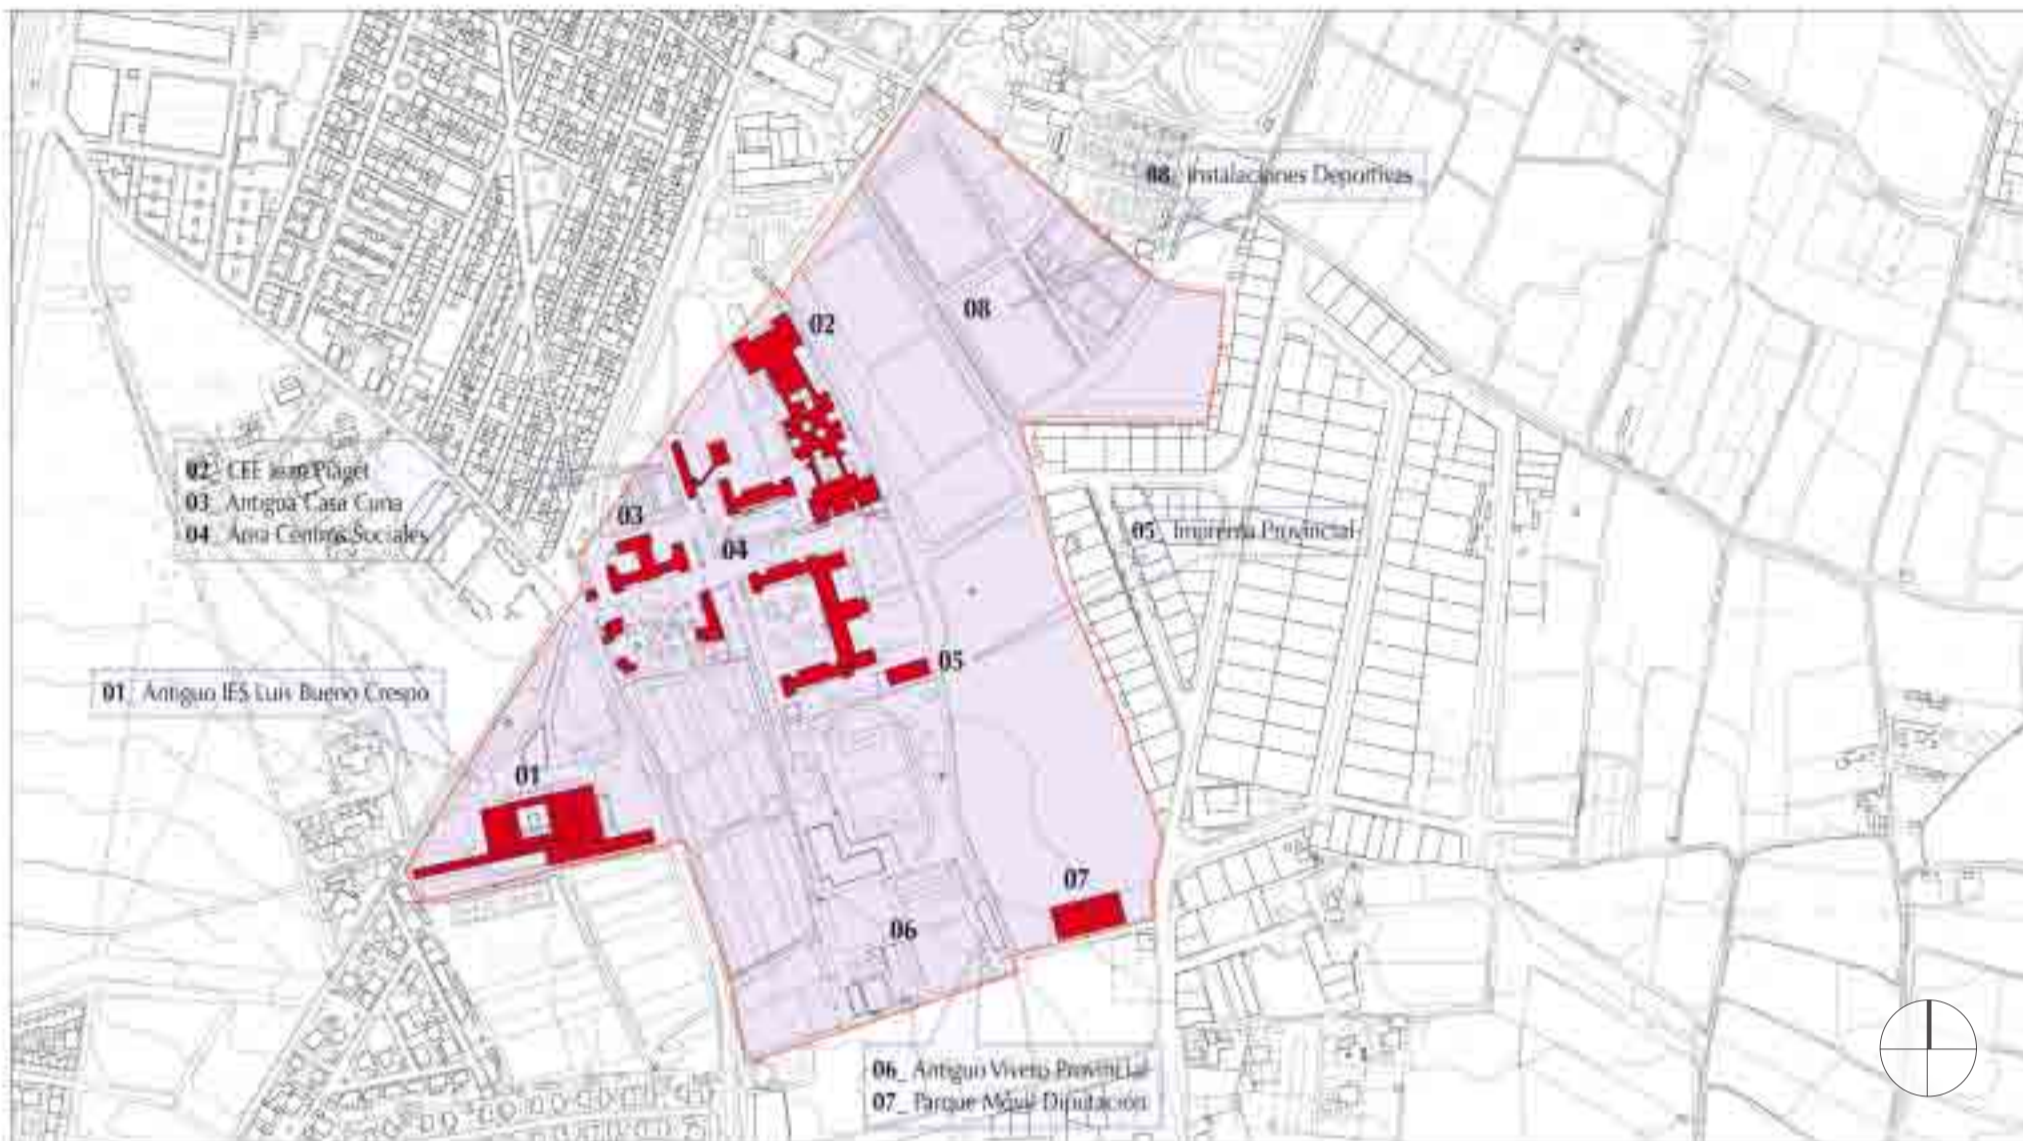 08_ Instalaciones Deportivas
08
02
02_ CEE Jean Piaget
03_ Antigua Casa Cuna
04_ Área Centros Sociales
03
04
05_ Imprenta Provincial
05
01_ Antiguo IES Luis Bueno Crespo
01
07
06
06_ Antiguo Vivero Provincial
07_ Parque Móvil Diputación